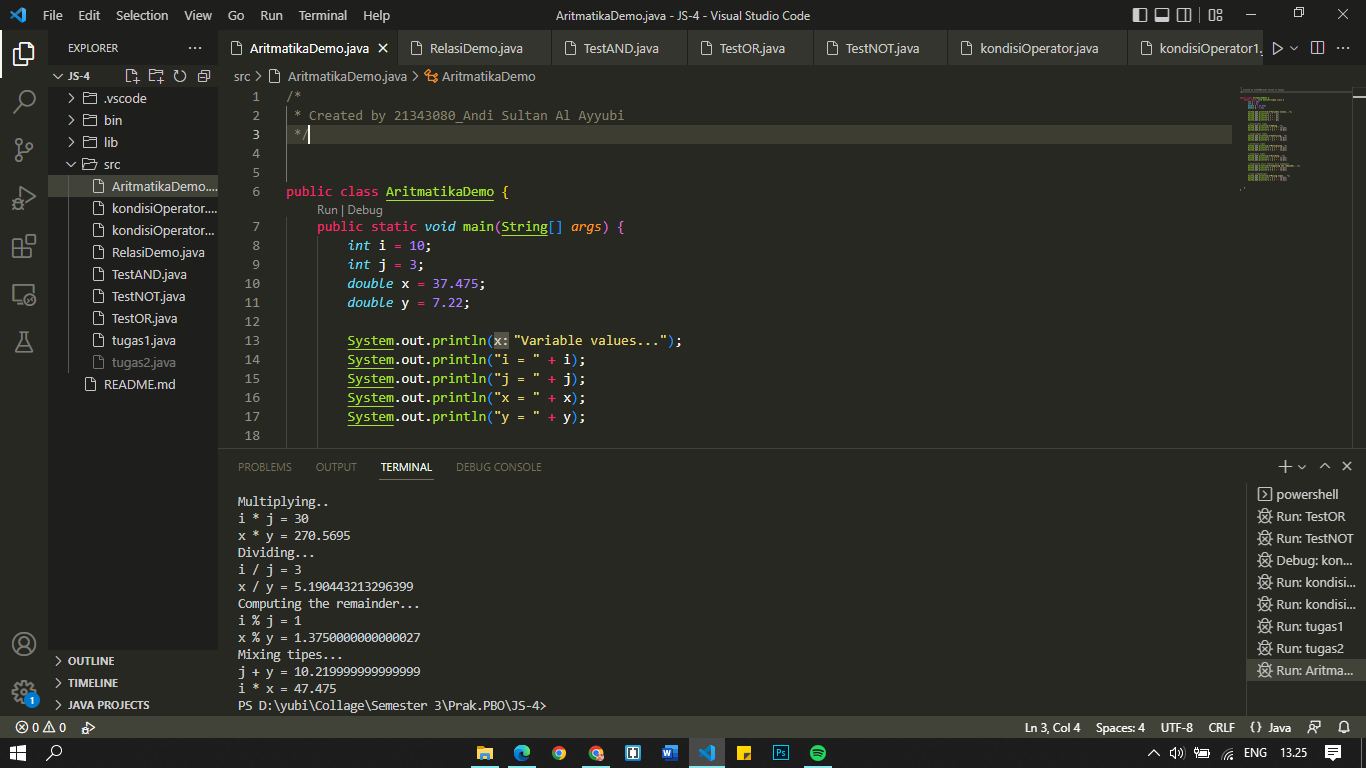 File Edit Selection View Go Run Terminal Help
AritmatikaDemo.java - JS-4 - Visual Studio Code
EXPLORER
JS-4
.vscode
bin
lib
src
AritmatikaDemo....
kondisiOperator....
kondisiOperator...
RelasiDemo.java
TestAND.java
TestNOT.java
TestOR.java
tugas1.java
tugas2.java
README.md
OUTLINE
TIMELINE
JAVA PROJECTS
AritmatikaDemo.java RelasiDemo.java TestAND.java TestOR.java TestNOT.java kondisiOperator.java kondisiOperator1.
src > AritmatikaDemo.java > AritmatikaDemo
1 /*
2 * Created by 21343080_Andi Sultan Al Ayyubi
3 */
4
5
6 public class AritmatikaDemo {
Run | Debug
7 public static void main(String[] args) {
8 int i = 10;
9 int j = 3;
10 double x = 37.475;
11 double y = 7.22;
12
13 System.out.println(x: "Variable values...");
14 System.out.println("i = " + i);
15 System.out.println("j = " + j);
16 System.out.println("x = " + x);
17 System.out.println("y = " + y);
18
PROBLEMS OUTPUT TERMINAL DEBUG CONSOLE
Multiplying..
i * j = 30
x * y = 270.5695
Dividing...
i / j = 3
x / y = 5.190443213296399
Computing the remainder...
i % j = 1
x % y = 1.3750000000000027
Mixing tipes...
j + y = 10.219999999999999
i * x = 47.475
PS D:\yubi\Collage\Semester 3\Prak.PBO\JS-4>
powershell
Run: TestOR
Run: TestNOT
Debug: kon...
Run: kondisi...
Run: kondisi...
Run: tugas1
Run: tugas2
Run: Aritma...
1
0 0
Ln 3, Col 4 Spaces: 4 UTF-8 CRLF {} Java
ENG 13.25